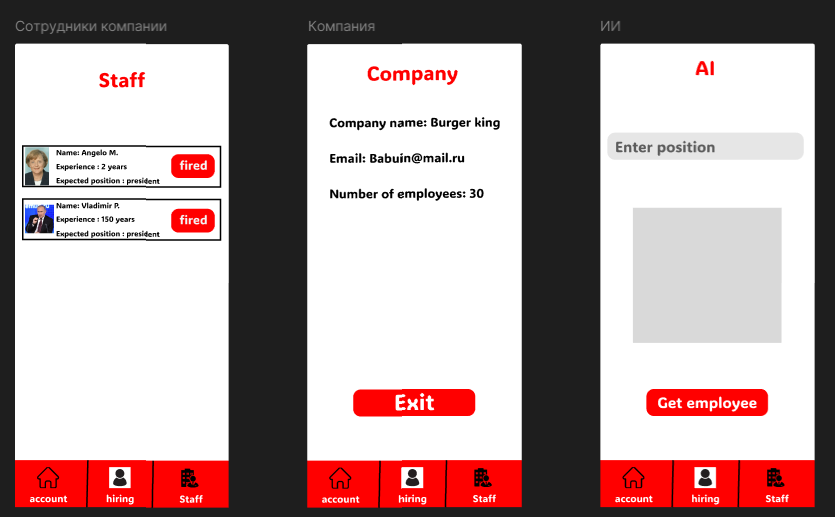 Сотрудники компании
Staff
Name: Angelo M.
Experience : 2 years
Expected position : president
fired
Name: Vladimir P.
Experience : 150 years
Expected position : president
fired
account
hiring
Staff
Компания
Company
Company name: Burger king
Email: Babuin@mail.ru
Number of employees: 30
Exit
account
hiring
Staff
ИИ
AI
Enter position
Get employee
account
hiring
Staff